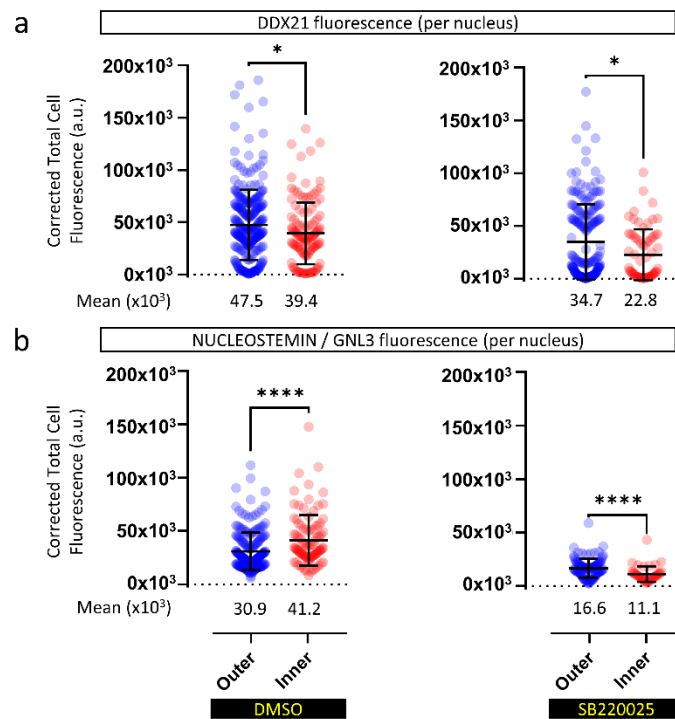 a
DDX21 fluorescence (per nucleus)
Corrected Total Cell
Fluorescence (a.u.)
200x10³
150x10³
100x10³
50x10³
0x10³
*
200x10³
150x10³
100x10³
50x10³
0x10³
*
Mean (x10³)
47.5 39.4
34.7 22.8
b
NUCLEOSTEMIN / GNL3 fluorescence (per nucleus)
Corrected Total Cell
Fluorescence (a.u.)
200x10³
150x10³
100x10³
50x10³
0x10³
****
200x10³
150x10³
100x10³
50x10³
0x10³
****
Mean (x10³)
30.9 41.2
16.6 11.1
Outer
Inner
Outer
Inner
DMSO
SB220025